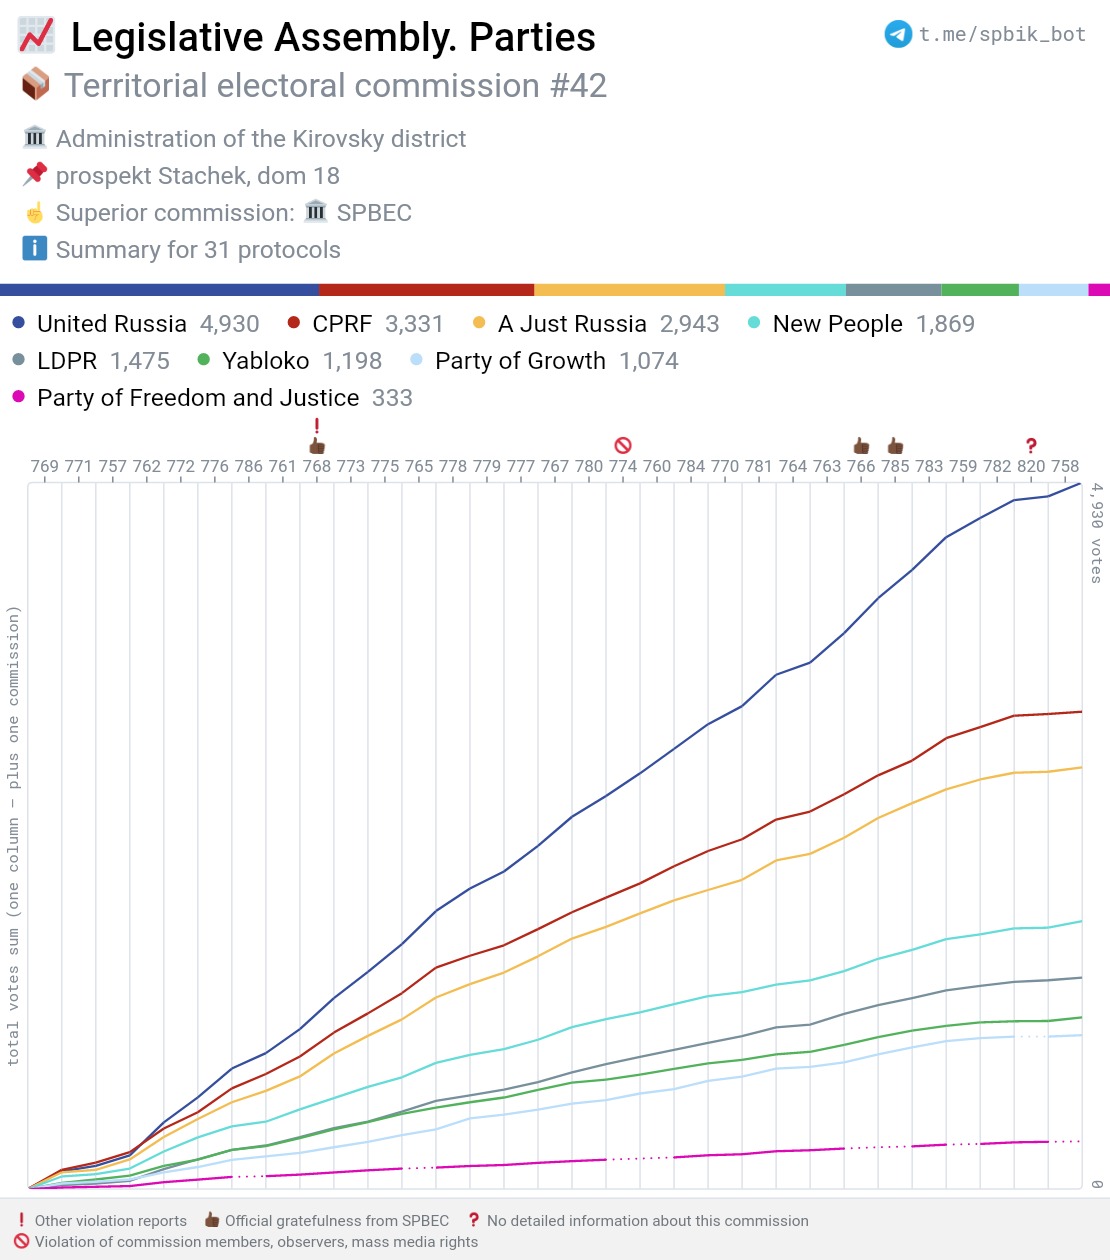 Legislative Assembly. Parties
t.me/spbik_bot
Territorial electoral commission #42
Administration of the Kirovsky district
prospekt Stachek, dom 18
Superior commission: SPBEC
Summary for 31 protocols
United Russia 4,930 CPRF 3,331 A Just Russia 2,943 New People 1,869
LDPR 1,475 Yabloko 1,198 Party of Growth 1,074
Party of Freedom and Justice 333
769 771 757 762 772 776 786 761 768 773 775 765 778 779 777 767 780 774 760 784 770 781 764 763 766 785 783 759 782 820 758
4,930 votes
total votes sum (one column – plus one commission)
0
Other violation reports Official gratefulness from SPBEC No detailed information about this commission
Violation of commission members, observers, mass media rights